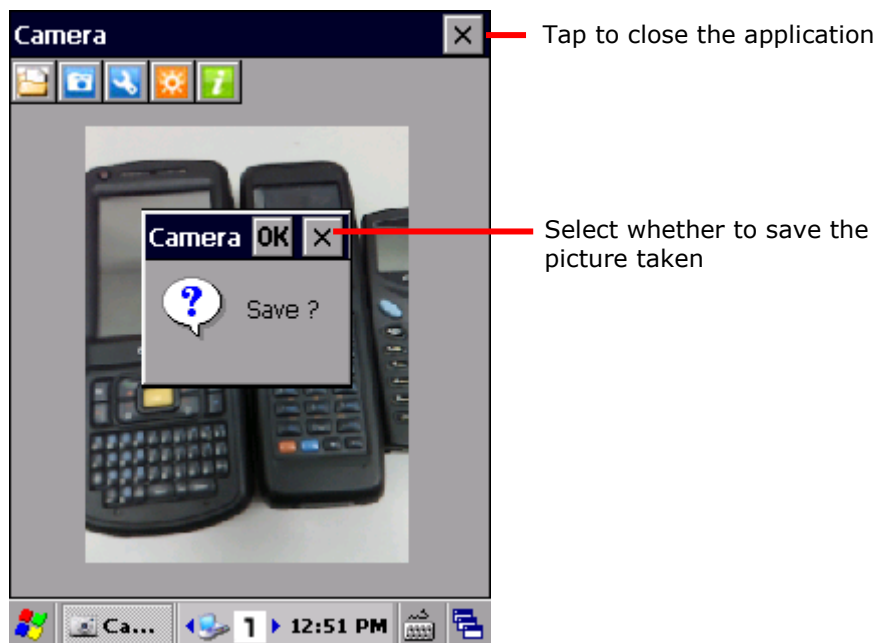 Camera
Tap to close the application
Camera OK
Save ?
Select whether to save the
picture taken
Ca... 1 12:51 PM